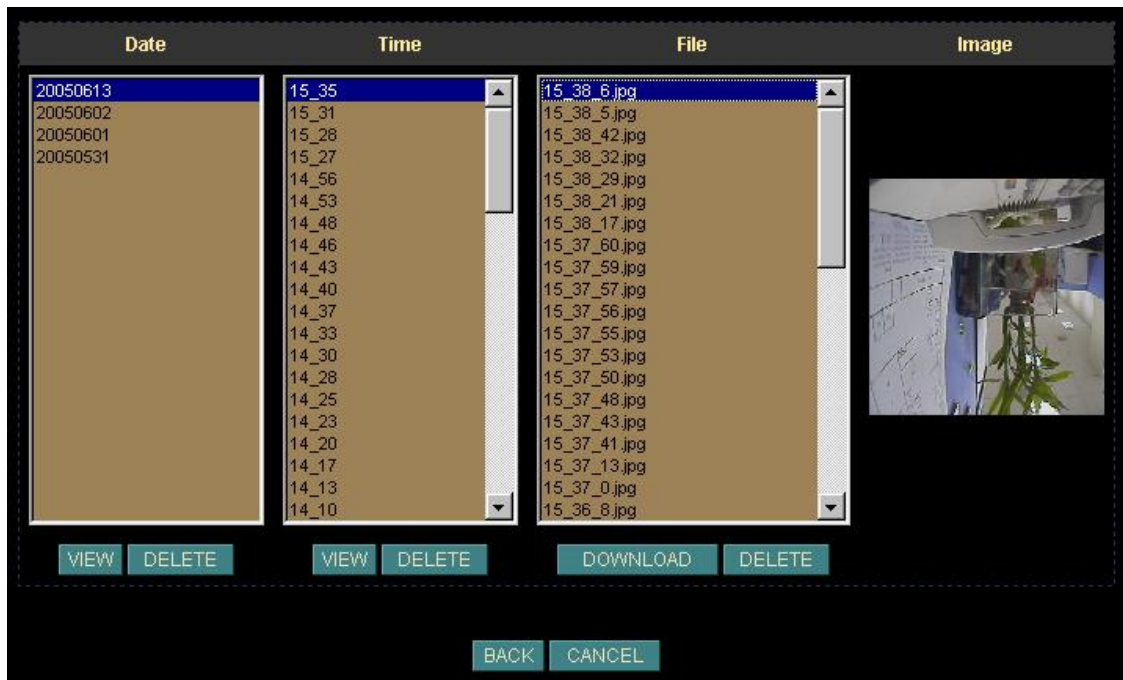 Date Time File Image
20050613
20050602
20050601
20050531
15_35
15_31
15_28
15_27
14_56
14_53
14_48
14_46
14_43
14_40
14_37
14_33
14_30
14_28
14_25
14_23
14_20
14_17
14_13
14_10
15_38_6.jpg
15_38_5.jpg
15_38_42.jpg
15_38_32.jpg
15_38_29.jpg
15_38_21.jpg
15_38_17.jpg
15_37_60.jpg
15_37_59.jpg
15_37_57.jpg
15_37_56.jpg
15_37_55.jpg
15_37_53.jpg
15_37_50.jpg
15_37_48.jpg
15_37_43.jpg
15_37_41.jpg
15_37_13.jpg
15_37_0.jpg
15_36_8.jpg
VIEW DELETE VIEW DELETE DOWNLOAD DELETE
BACK CANCEL